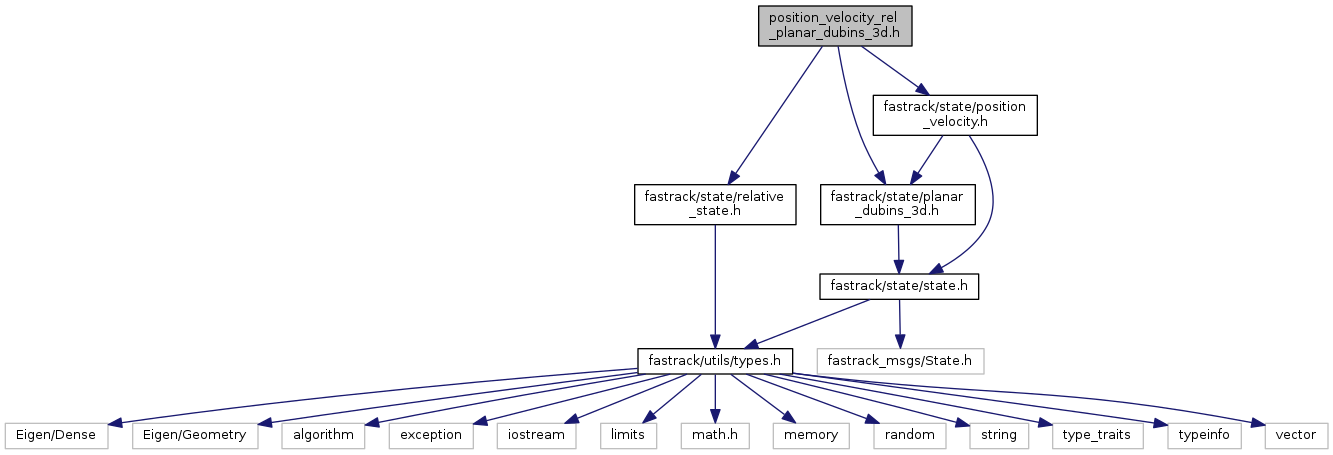 position_velocity_rel
_planar_dubins_3d.h
fastrack/state/position
_velocity.h
fastrack/state/relative
_state.h
fastrack/state/planar
_dubins_3d.h
fastrack/state/state.h
fastrack/utils/types.h
fastrack_msgs/State.h
Eigen/Dense
Eigen/Geometry
algorithm
exception
iostream
limits
math.h
memory
random
string
type_traits
typeinfo
vector